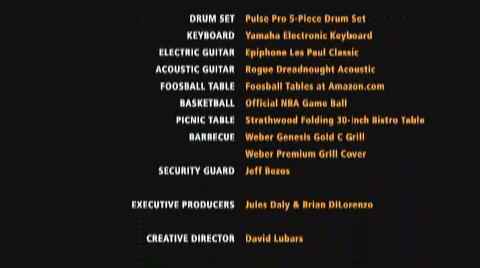 DRUM SET Pulse Pro 5-Piece Drum Set
KEYBOARD Yamaha Electronic Keyboard
ELECTRIC GUITAR Epiphone Les Paul Classic
ACOUSTIC GUITAR Rogue Dreadnought Acoustic
FOOSBALL TABLE Foosball Tables at Amazon.com
BASKETBALL Official NBA Game Ball
PICNIC TABLE Strathwood Folding 30-Inch Bistro Table
BARBECUE Weber Genesis Gold C Grill
Weber Premium Grill Cover
SECURITY GUARD Jeff Bezos
EXECUTIVE PRODUCERS Jules Daly & Brian DiLorenzo
CREATIVE DIRECTOR David Lubars